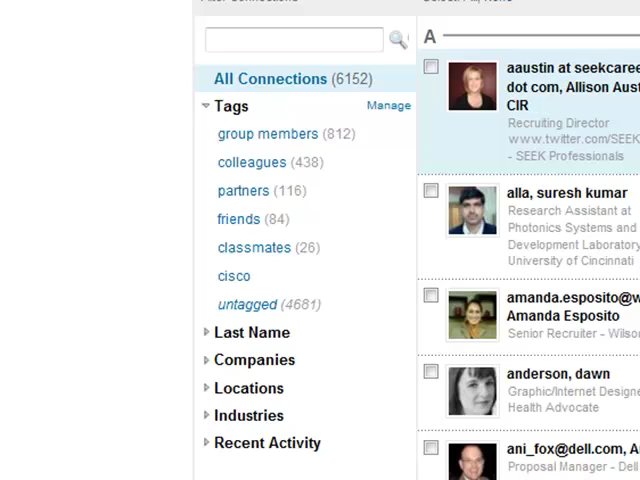 A
All Connections (6152)
Tags Manage
group members (812)
colleagues (438)
partners (116)
friends (84)
classmates (26)
cisco
untagged (4681)
Last Name
Companies
Locations
Industries
Recent Activity
aaustin at seekcaree
dot com, Allison Aust
CIR
Recruiting Director
www.twitter.com/SEEK
- SEEK Professionals
alla, suresh kumar
Research Assistant at
Photonics Systems and
Development Laboratory
University of Cincinnati
amanda.esposito@w
Amanda Esposito
Senior Recruiter - Wilso
anderson, dawn
Graphic/Internet Designe
Health Advocate
ani_fox@dell.com, A
Proposal Manager - Dell